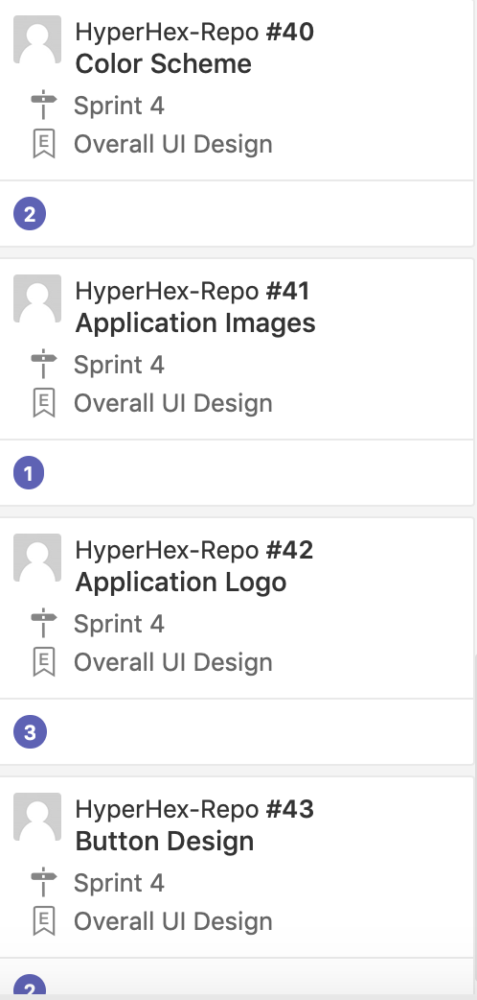 HyperHex-Repo #40
Color Scheme
Sprint 4
E Overall UI Design
2
HyperHex-Repo #41
Application Images
Sprint 4
E Overall UI Design
1
HyperHex-Repo #42
Application Logo
Sprint 4
E Overall UI Design
3
HyperHex-Repo #43
Button Design
Sprint 4
E Overall UI Design
2